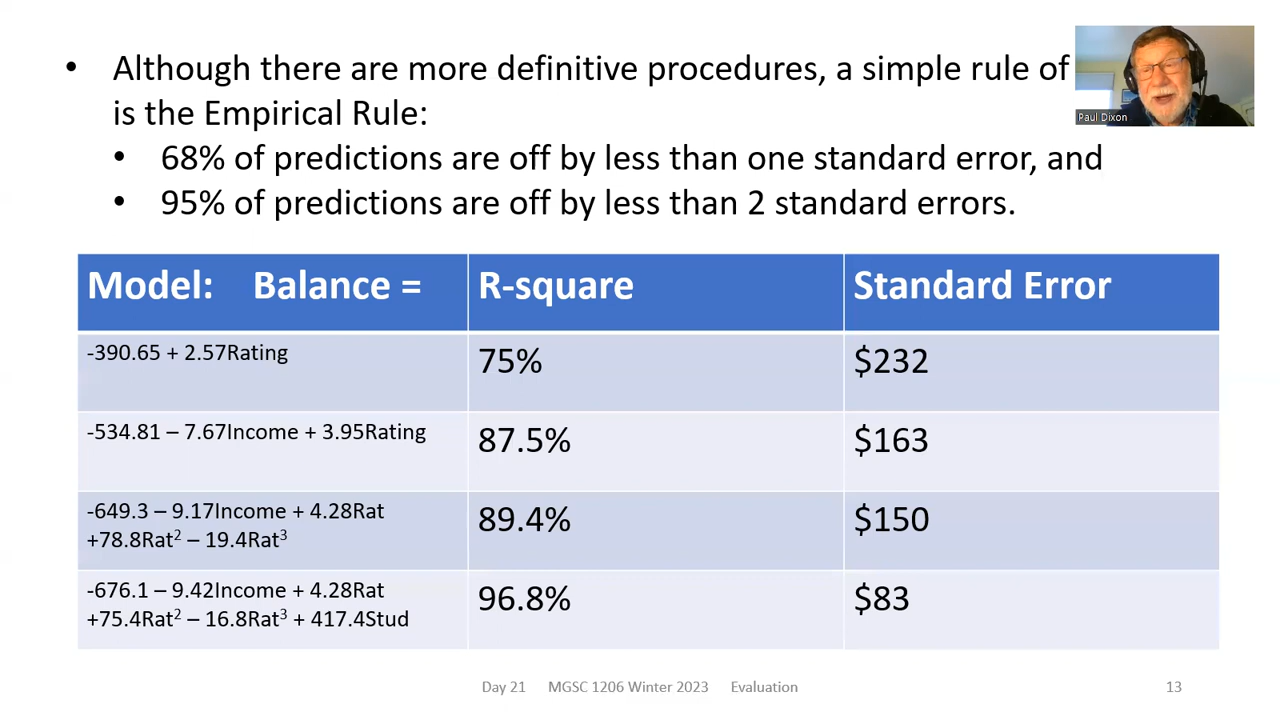 • Although there are more definitive procedures, a simple rule of
is the Empirical Rule:
• 68% of predictions are off by less than one standard error, and
• 95% of predictions are off by less than 2 standard errors.
Paul Dixon
Model: Balance = R-square Standard Error
-390.65 + 2.57Rating 75% $232
-534.81 – 7.67Income + 3.95Rating 87.5% $163
-649.3 – 9.17Income + 4.28Rat 89.4% $150
+78.8Rat² – 19.4Rat³
-676.1 – 9.42Income + 4.28Rat 96.8% $83
+75.4Rat² – 16.8Rat³ + 417.4Stud
Day 21 MGSC 1206 Winter 2023 Evaluation 13